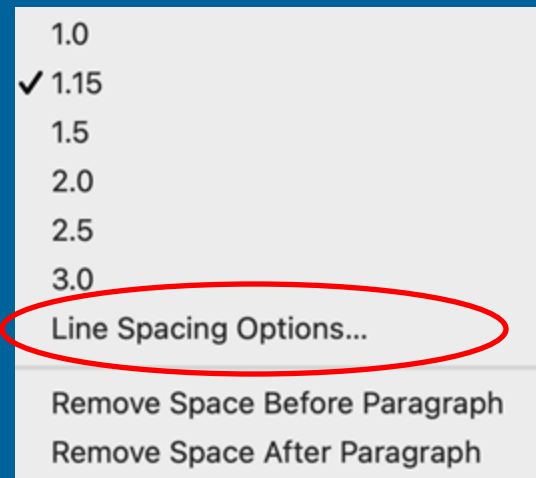 1.0
✓ 1.15
1.5
2.0
2.5
3.0
Line Spacing Options...
Remove Space Before Paragraph
Remove Space After Paragraph